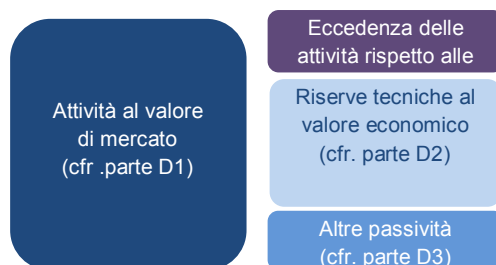 Attività al valore
di mercato
(cfr .parte D1)
Eccedenza delle
attività rispetto alle
Riserve tecniche al
valore economico
(cfr. parte D2)
Altre passività
(cfr. parte D3)